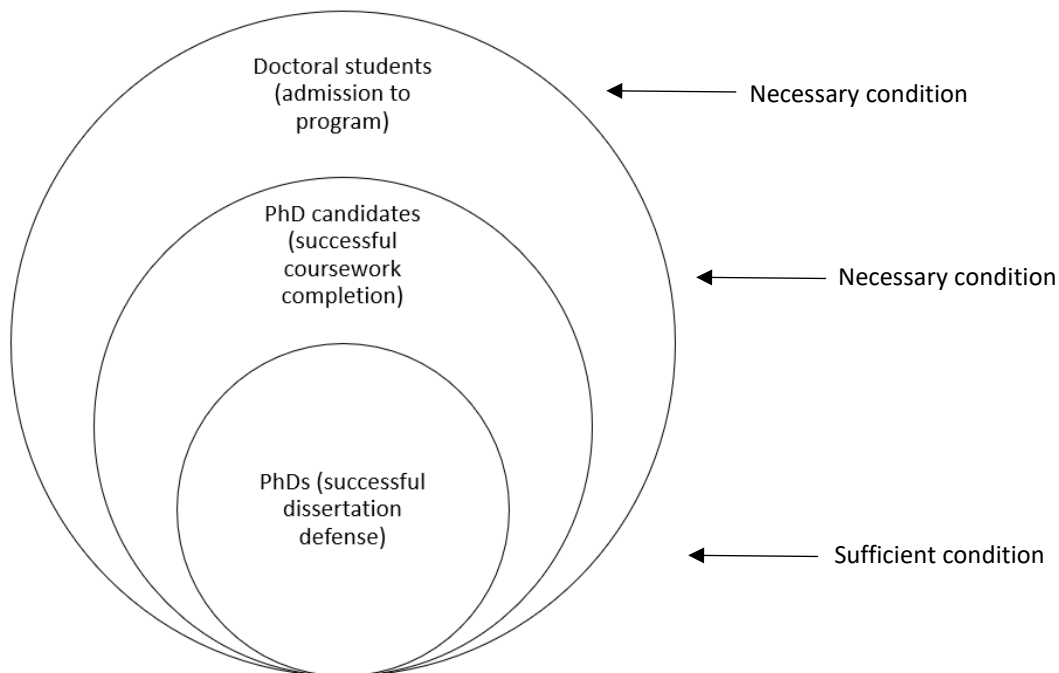 Doctoral students
(admission to
program)
Necessary condition
PhD candidates
(successful
coursework
completion)
Necessary condition
PhDs (successful
dissertation
defense)
Sufficient condition